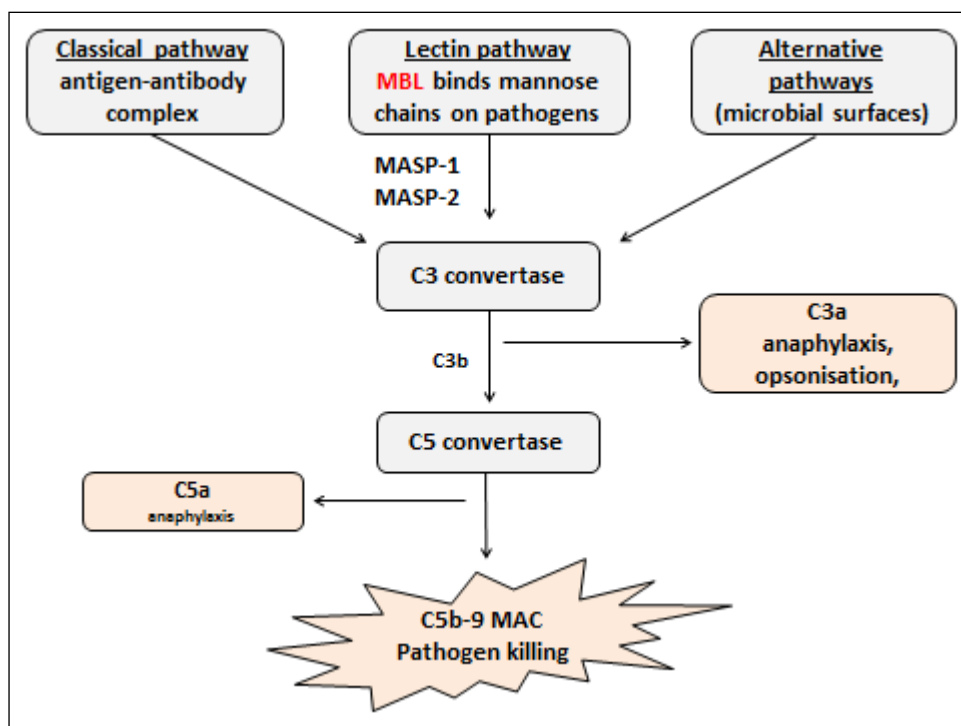 Classical pathway
antigen-antibody
complex
Lectin pathway
MBL binds mannose
chains on pathogens
Alternative
pathways
(microbial surfaces)
MASP-1
MASP-2
C3 convertase
C3a
anaphylaxis,
opsonisation,
C3b
C5 convertase
C5a
anaphylaxis
C5b-9 MAC
Pathogen killing